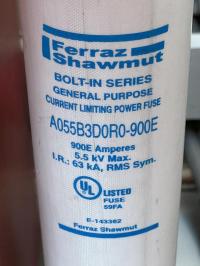 Ferraz
Shawmut
BOLT-IN SERIES
GENERAL PURPOSE
CURRENT LIMITING POWER FUSE
A055B3D0R0-900E
900E Amperes
5.5 kV Max.
I.R.: 63 kA, RMS Sym.
UL
LISTED
FUSE
59FA
E-143362
Ferraz Shawmut